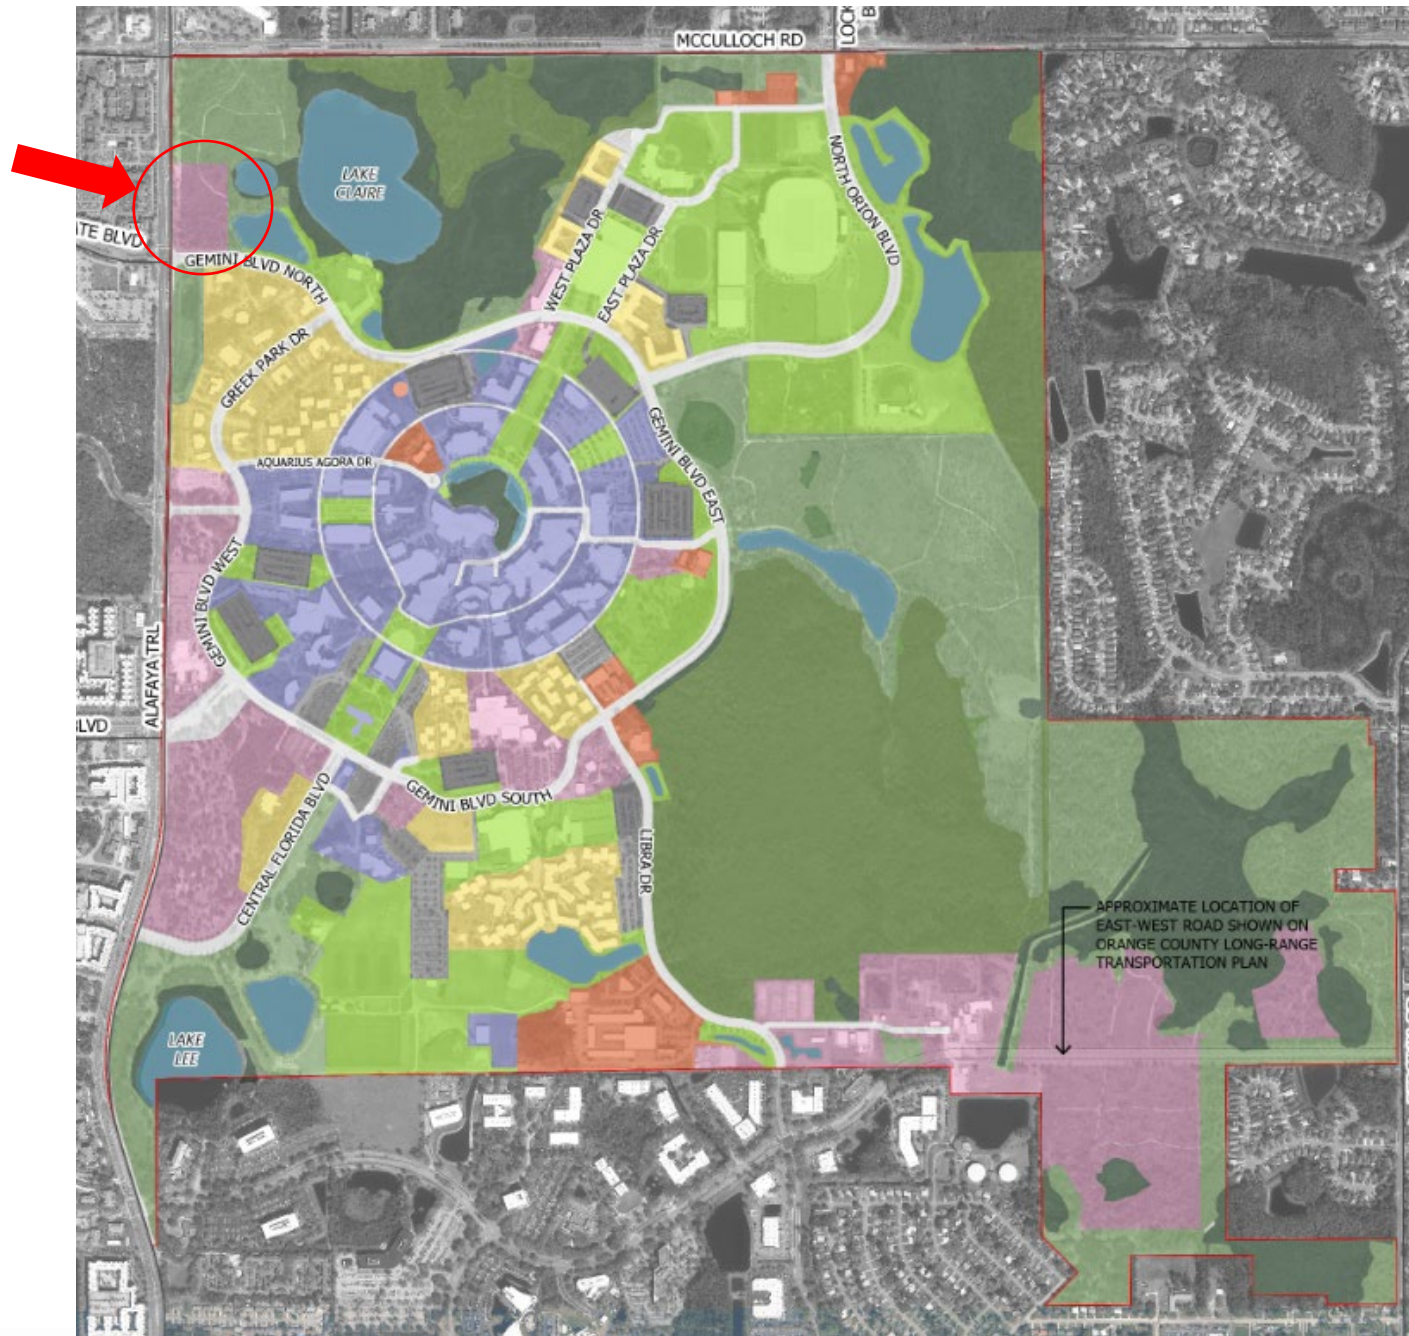 MCCULLOCH RD
LOCK
B
LAKE
CLAIRE
NORTH ORION BLVD
TE BLVD
GEMINI BLVD NORTH
WEST PLAZA DR
EAST PLAZA DR
GREEK PARK DR
GEMINI BLVD EAST
AQUARIUS AGORA DR
GEMINI BLVD WEST
ALAFAYA TRL
LVD
GEMINI BLVD SOUTH
CENTRAL FLORIDA BLVD
LIBRA DR
APPROXIMATE LOCATION OF
EAST-WEST ROAD SHOWN ON
ORANGE COUNTY LONG-RANGE
TRANSPORTATION PLAN
LAKE
LEE